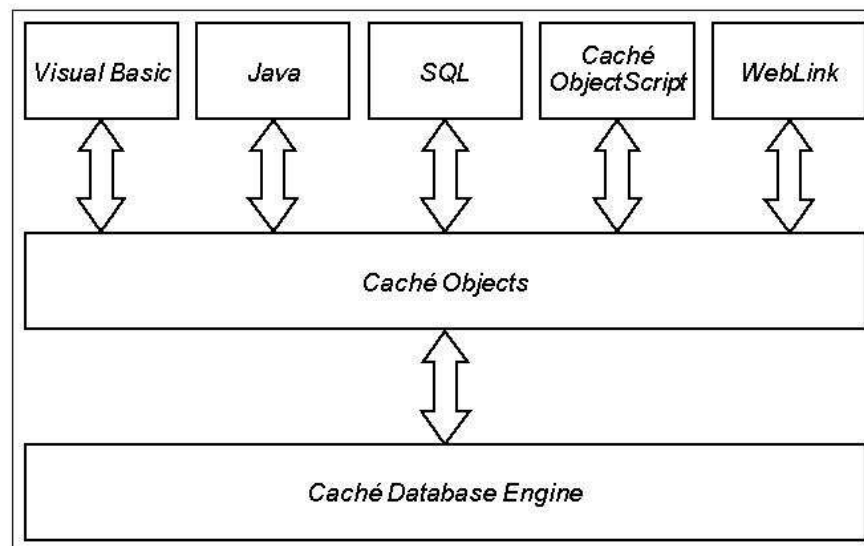 Visual Basic
Java
SQL
Caché
ObjectScript
WebLink
Caché Objects
Caché Database Engine